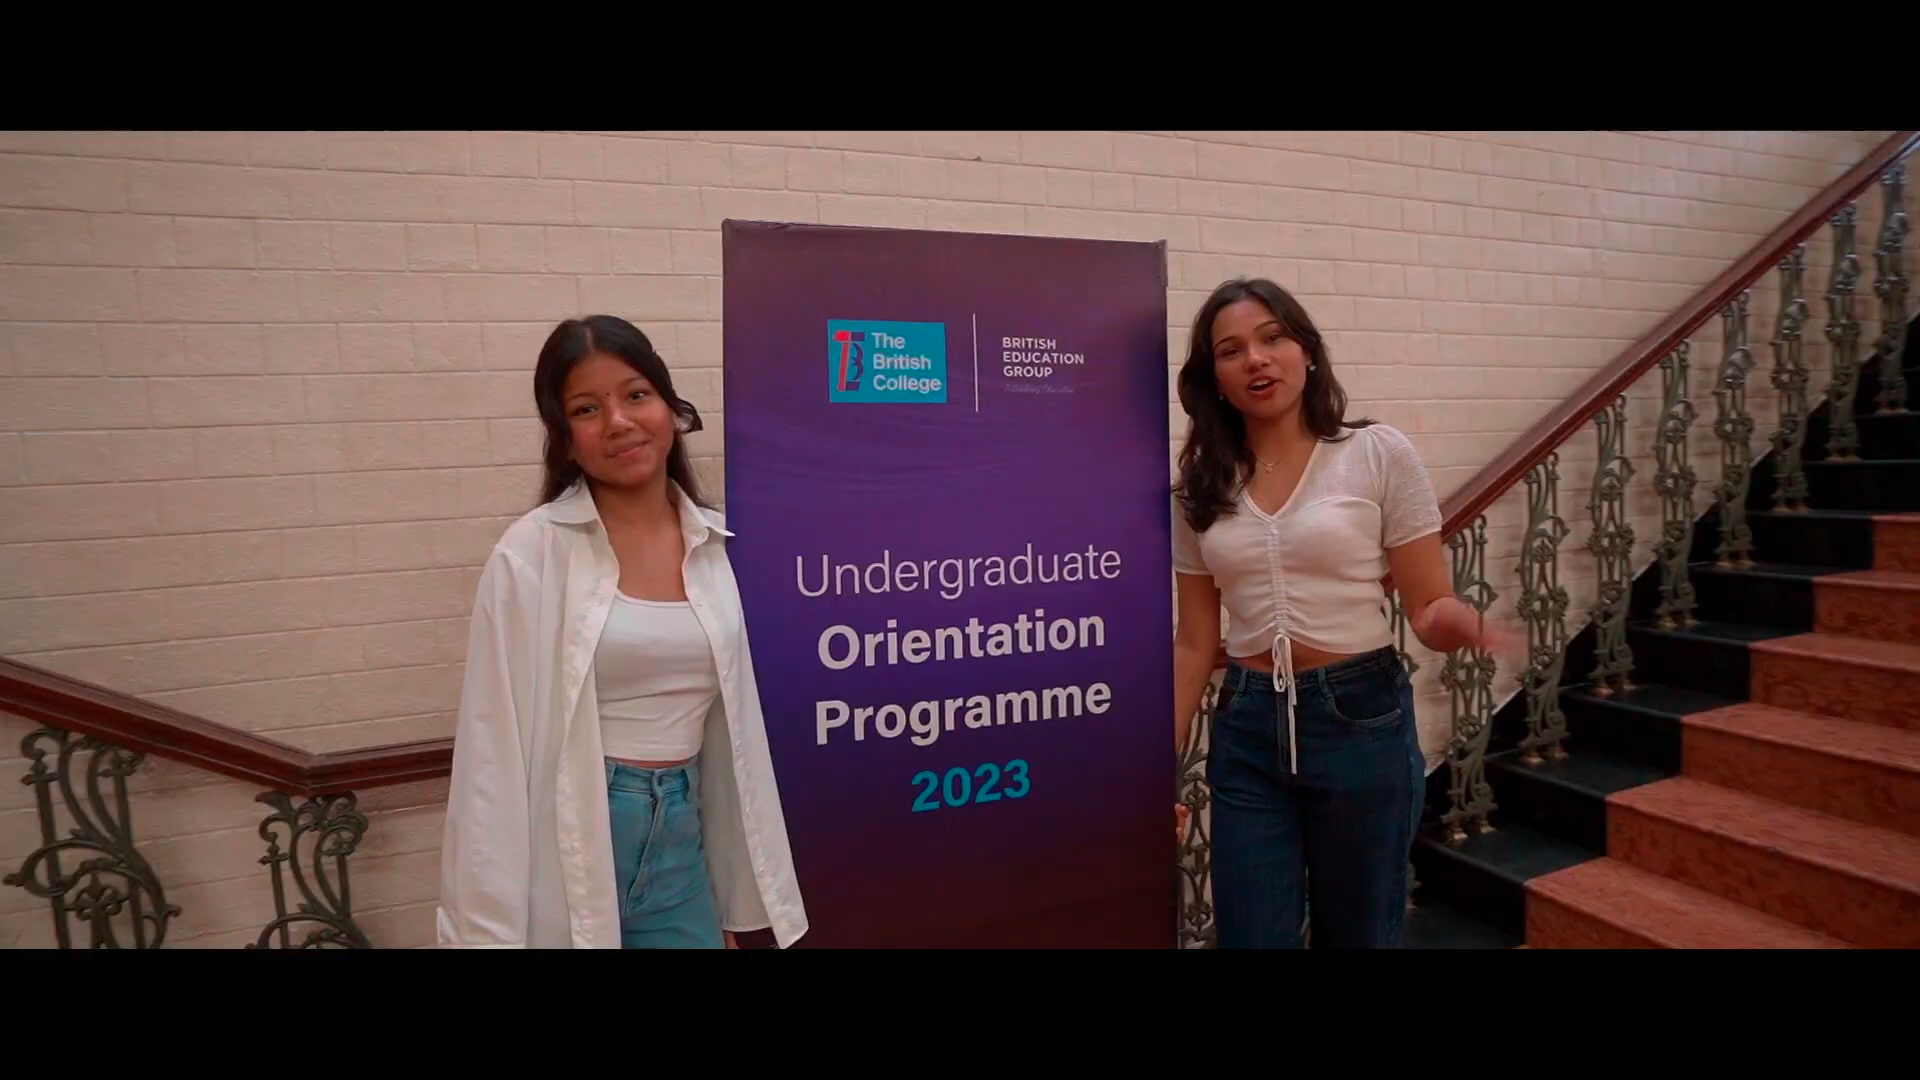 The
British
College
BRITISH
EDUCATION
GROUP
Undergraduate
Orientation
Programme
2023